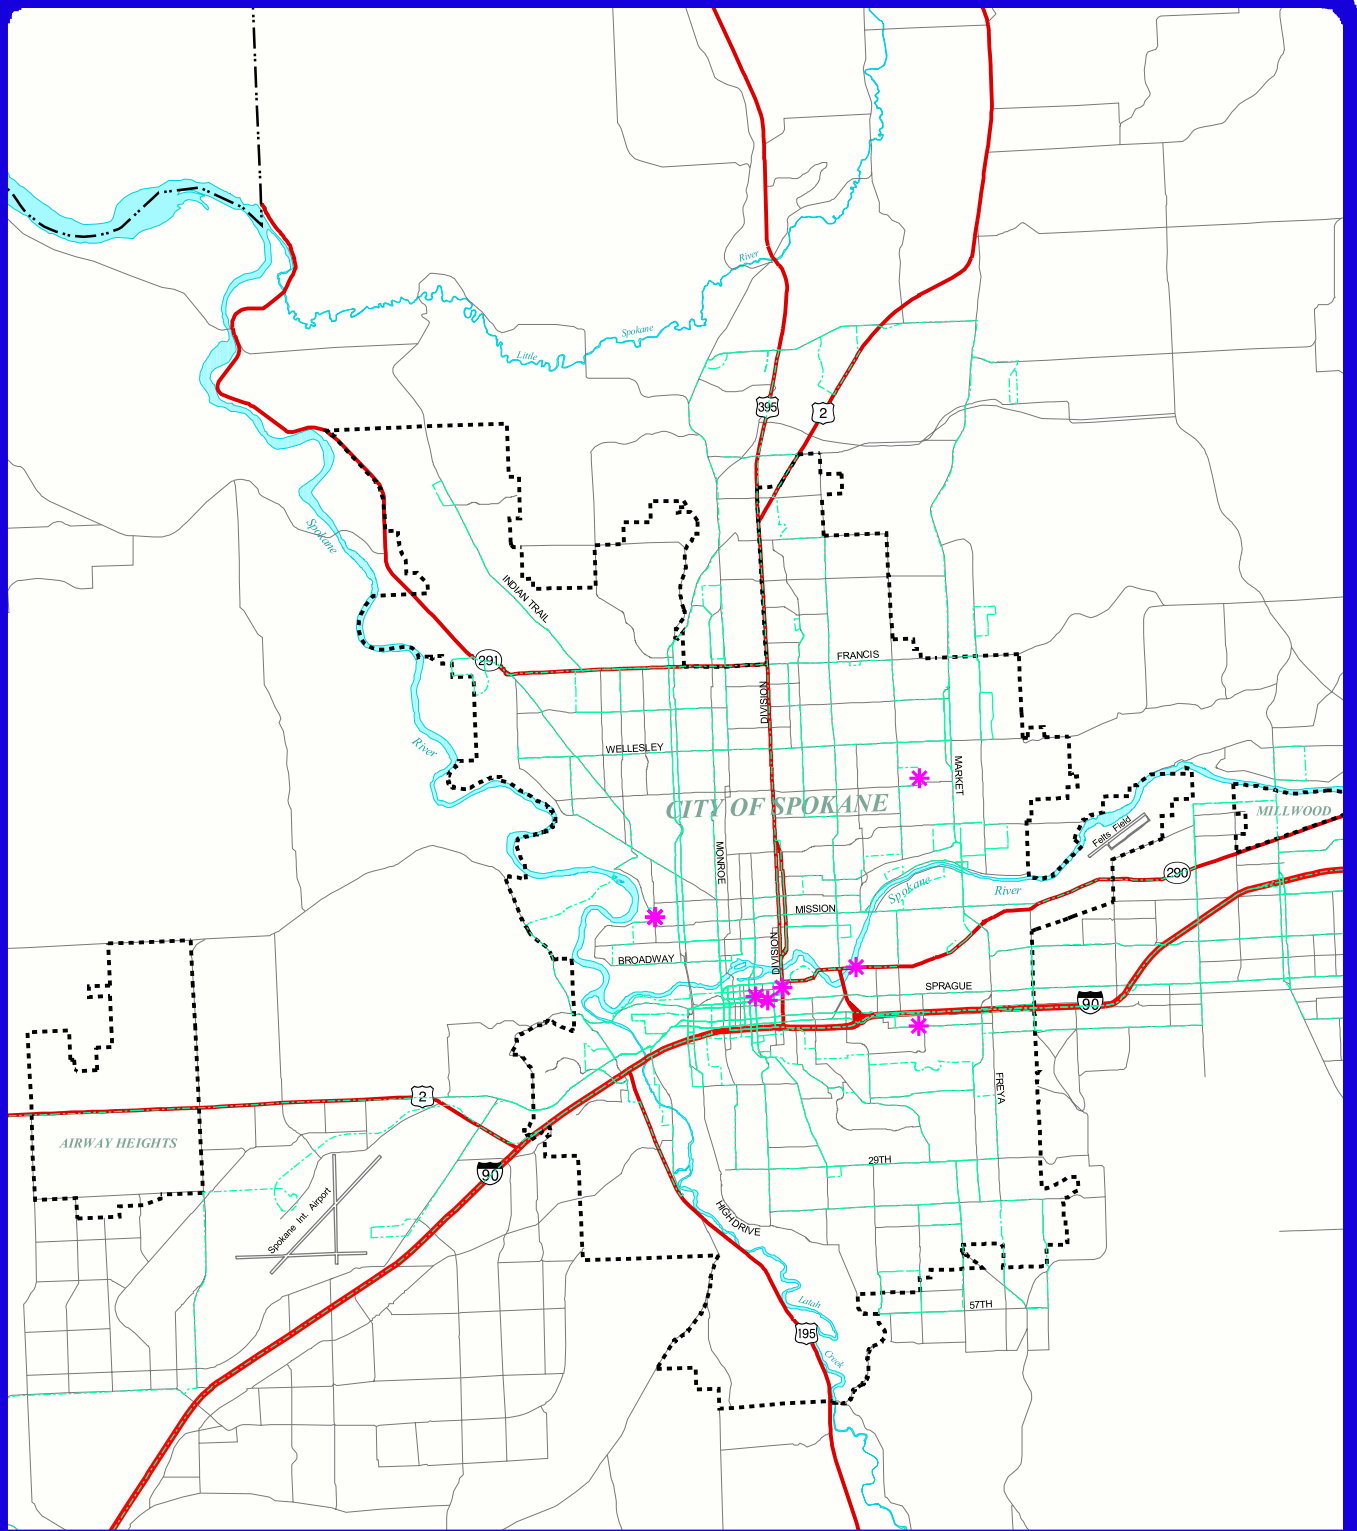 River
Spokane
Little
395
2
Spokane
INDIAN TRAIL
291
FRANCIS
DIVISION
River
WELLESLEY
MARKET
CITY OF SPOKANE
MILLWOOD
Felts Field
MONROE
290
Spokane
River
MISSION
DIVISION
BROADWAY
SPRAGUE
90
FREYA
2
AIRWAY HEIGHTS
29TH
90
Spokane Int. Airport
HIGH DRIVE
Latah
57TH
195
Creek